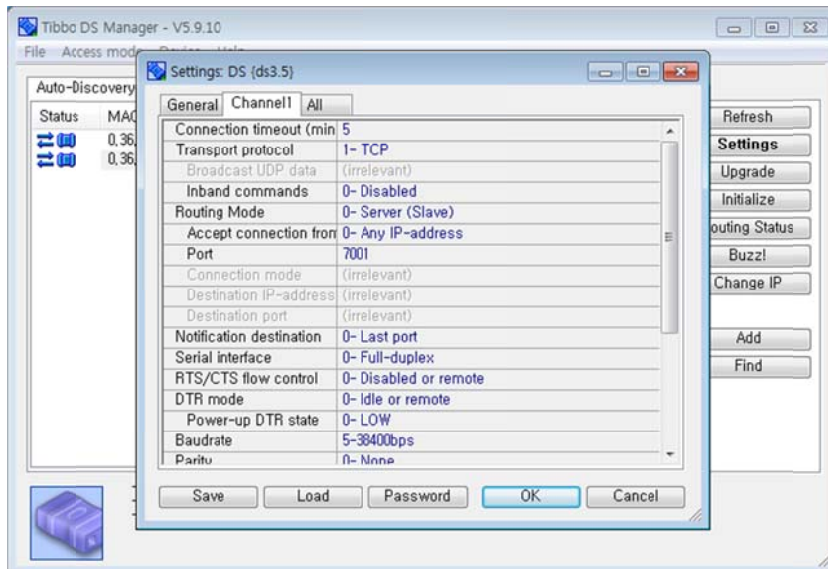 Tibbo DS Manager - V5.9.10
File Access mode Device Help
Settings: DS {ds3.5}
Auto-Discovery
General Channel1 All
Status MAC
0,36,
0,36,
Connection timeout (min 5
Transport protocol 1- TCP
Broadcast UDP data (irrelevant)
Inband commands 0- Disabled
Routing Mode 0- Server (Slave)
Accept connection from 0- Any IP-address
Port 7001
Connection mode (irrelevant)
Destination IP-address (irrelevant)
Destination port (irrelevant)
Notification destination 0- Last port
Serial interface 0- Full-duplex
RTS/CTS flow control 0- Disabled or remote
DTR mode 0- Idle or remote
Power-up DTR state 0- LOW
Baudrate 5-38400bps
Parity 0- None
Save Load Password OK Cancel
Refresh
Settings
Upgrade
Initialize
outing Status
Buzz!
Change IP
Add
Find